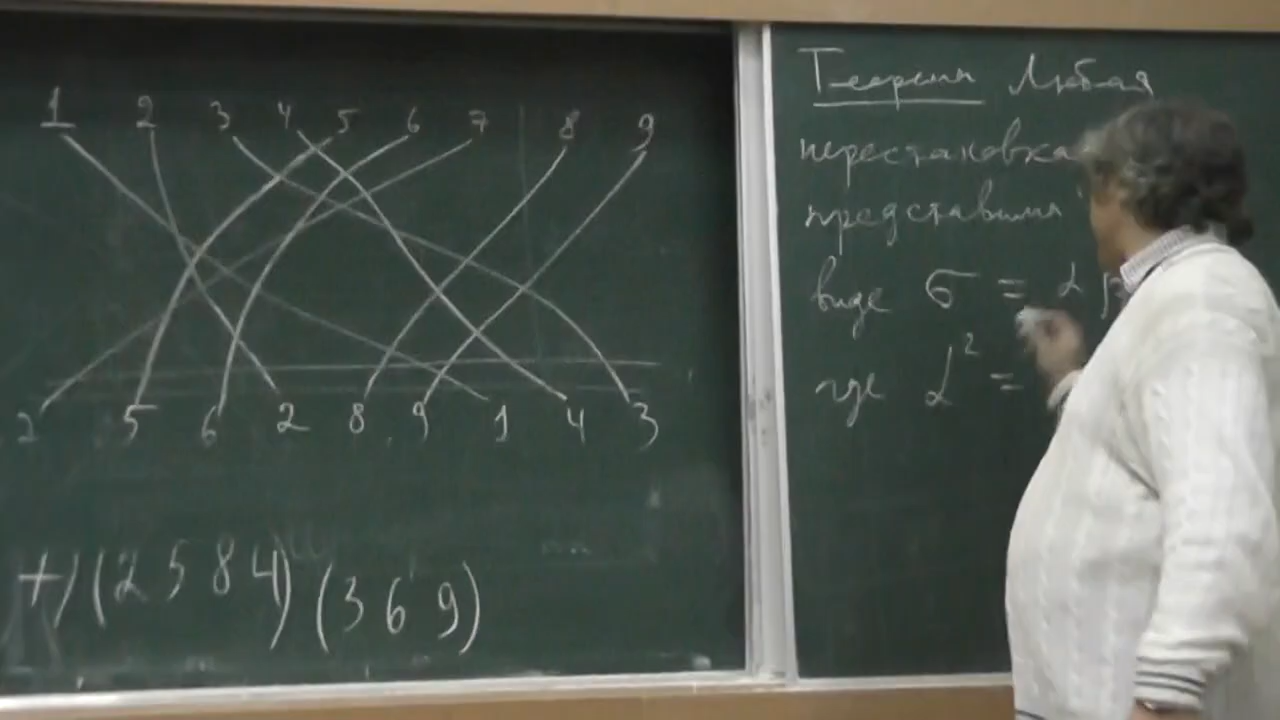 1 2 3 4 5 6 7 8 9
2 5 6 2 8 9 1 4 3
7) (2 5 8 4) (3 6 9)
Теорема Любая
перестановка
представима
виде σ = α β
где α² =